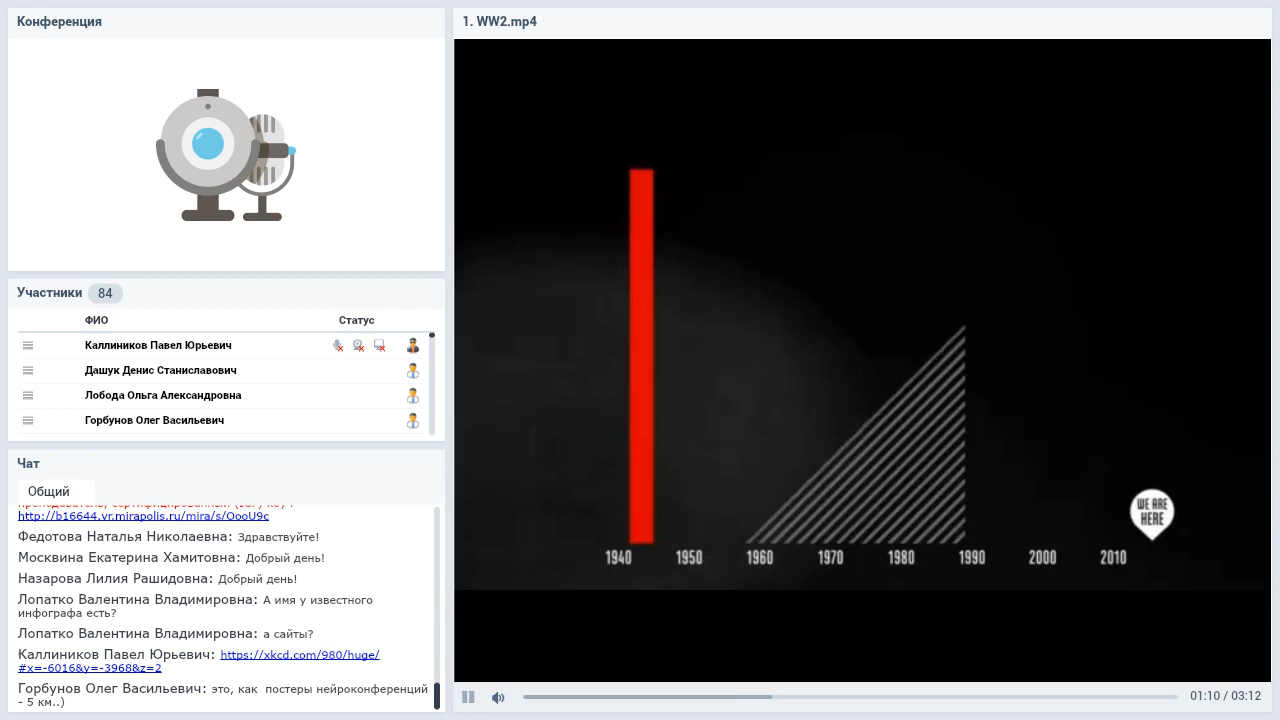 Конференция
Участники 84
ФИО Статус
Каллиников Павел Юрьевич
Дашук Денис Станиславович
Лобода Ольга Александровна
Горбунов Олег Васильевич
Чат
Общий
http://b16644.vr.mirapolis.ru/mira/s/OooU9c
Федотова Наталья Николаевна: Здравствуйте!
Москвина Екатерина Хамитовна: Добрый день!
Назарова Лилия Рашидовна: Добрый день!
Лопатко Валентина Владимировна: А имя у известного
инфографа есть?
Лопатко Валентина Владимировна: а сайты?
Каллиников Павел Юрьевич: https://xkcd.com/980/huge/
#x=-6016&y=-3968&z=2
Горбунов Олег Васильевич: это, как постеры нейроконференций
- 5 км..)
1. WW2.mp4
WE ARE
HERE
1940 1950 1960 1970 1980 1990 2000 2010
01:10 / 03:12